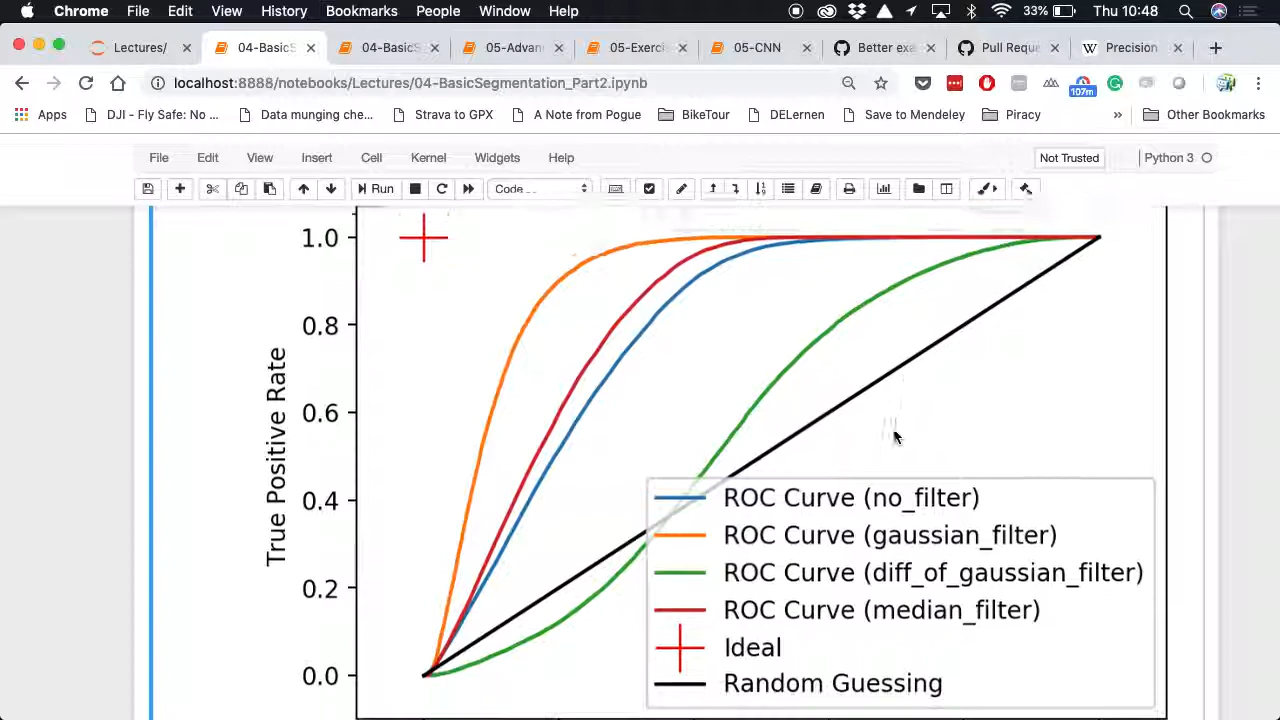 Chrome File Edit View History Bookmarks People Window Help 33% Thu 10:48
Lectures/ 04-BasicS 04-BasicS 05-Advan 05-Exerci 05-CNN Better exa Pull Reque Precision
localhost:8888/notebooks/Lectures/04-BasicSegmentation_Part2.ipynb 107m
Apps DJI - Fly Safe: No ... Data munging che... Strava to GPX A Note from Pogue BikeTour DELernen Save to Mendeley Piracy » Other Bookmarks
File Edit View Insert Cell Kernel Widgets Help Not Trusted Python 3
Run Code
1.0
0.8
0.6
0.4
0.2
0.0
True Positive Rate
ROC Curve (no_filter)
ROC Curve (gaussian_filter)
ROC Curve (diff_of_gaussian_filter)
ROC Curve (median_filter)
Ideal
Random Guessing